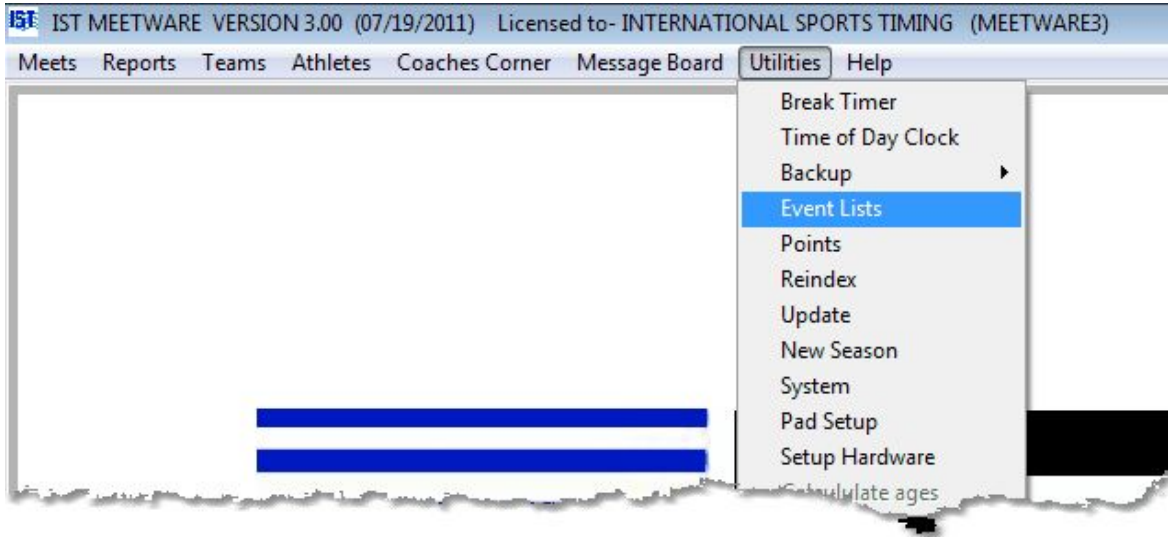 IST IST MEETWARE VERSION 3.00 (07/19/2011) Licensed to- INTERNATIONAL SPORTS TIMING (MEETWARE3)
Meets Reports Teams Athletes Coaches Corner Message Board Utilities Help
Break Timer
Time of Day Clock
Backup
Event Lists
Points
Reindex
Update
New Season
System
Pad Setup
Setup Hardware
ages